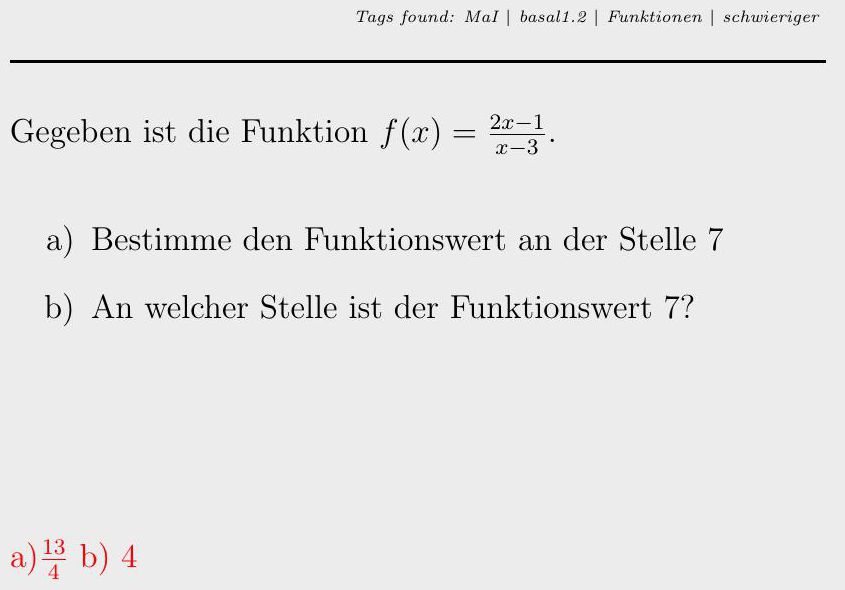 Tags found: MaI | basal1.2 | Funktionen | schwieriger
Gegeben ist die Funktion $f(x) = \frac{2x-1}{x-3}$.
a) Bestimme den Funktionswert an der Stelle 7
b) An welcher Stelle ist der Funktionswert 7?
a)$\frac{13}{4}$ b) 4